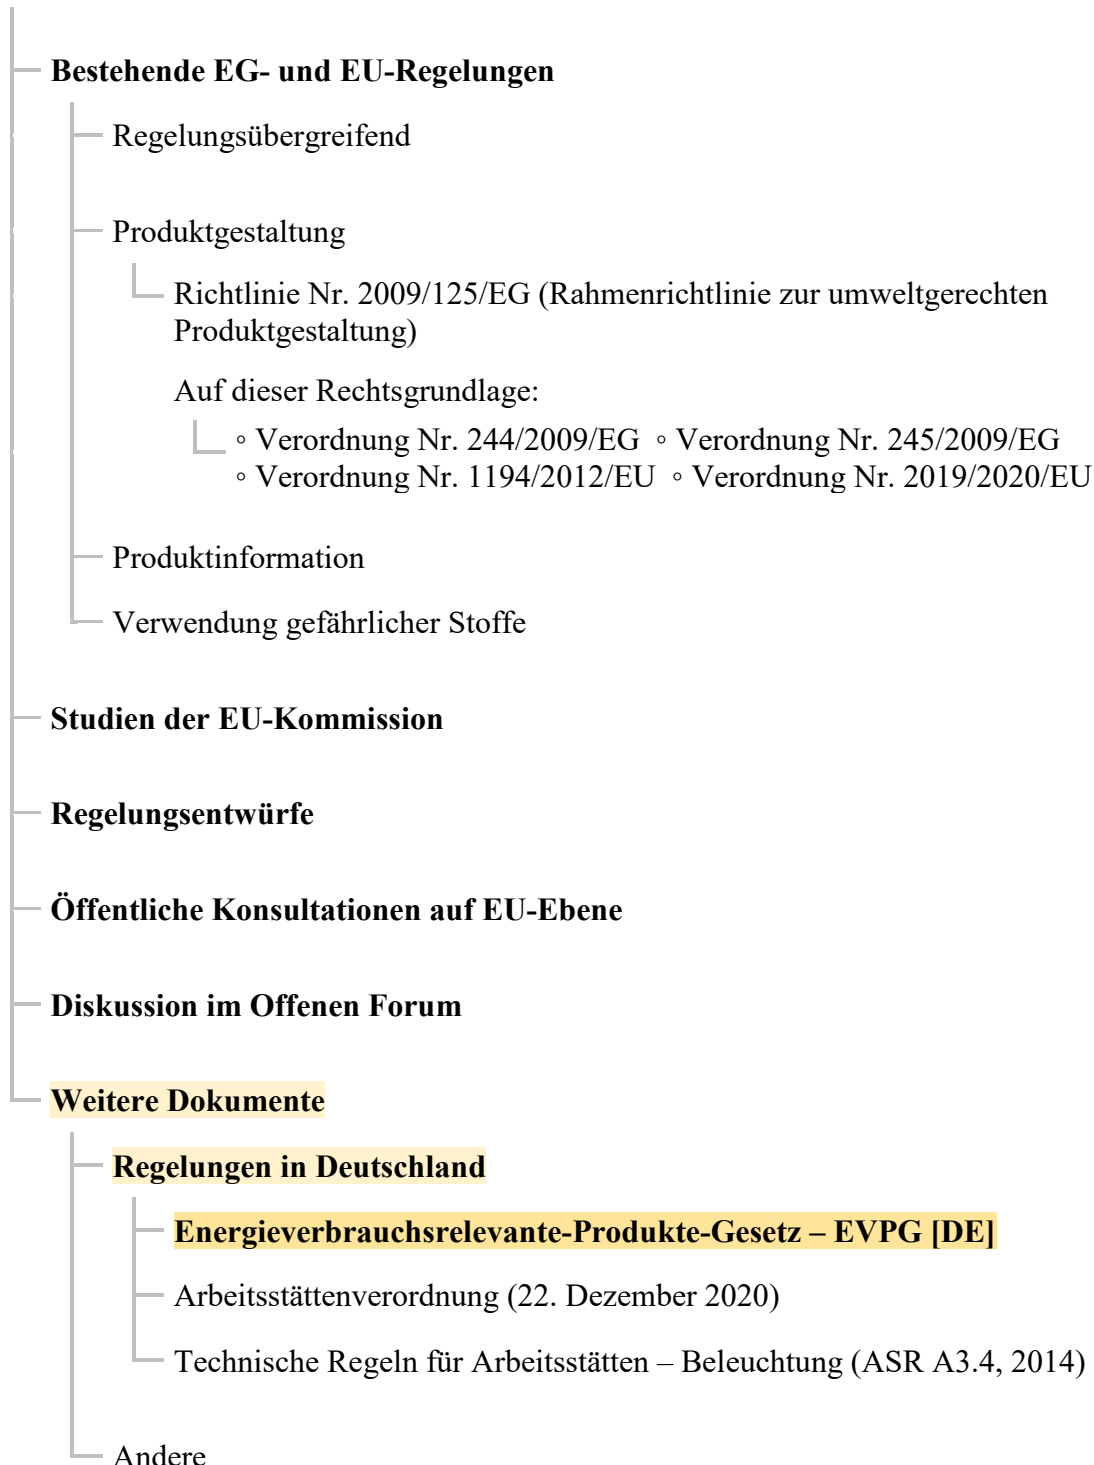 Bestehende EG- und EU-Regelungen
Regelungsübergreifend
Produktgestaltung
Richtlinie Nr. 2009/125/EG (Rahmenrichtlinie zur umweltgerechten
Produktgestaltung)
Auf dieser Rechtsgrundlage:
◦ Verordnung Nr. 244/2009/EG ◦ Verordnung Nr. 245/2009/EG
◦ Verordnung Nr. 1194/2012/EU ◦ Verordnung Nr. 2019/2020/EU
Produktinformation
Verwendung gefährlicher Stoffe
Studien der EU-Kommission
Regelungsentwürfe
Öffentliche Konsultationen auf EU-Ebene
Diskussion im Offenen Forum
Weitere Dokumente
Regelungen in Deutschland
Energieverbrauchsrelevante-Produkte-Gesetz – EVPG [DE]
Arbeitsstättenverordnung (22. Dezember 2020)
Technische Regeln für Arbeitsstätten – Beleuchtung (ASR A3.4, 2014)
Andere